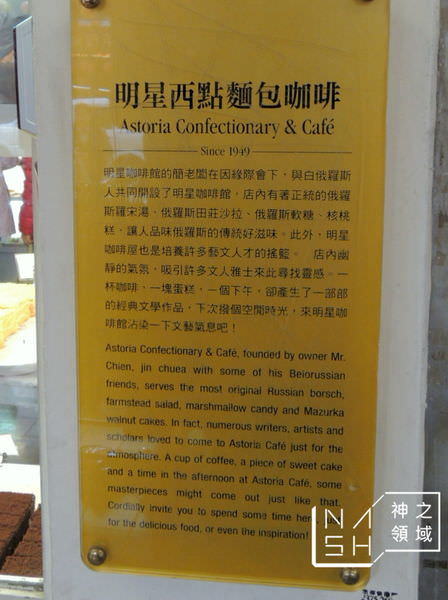 明星西點麵包咖啡
Astoria Confectionary & Café
Since 1949
明星咖啡館的簡老闆在因緣際會下，與白俄羅斯
人共同開設了明星咖啡館，店內有著正統的俄羅
斯羅宋湯、俄羅斯田莊沙拉、俄羅斯軟糖、核桃
糕，讓人品味俄羅斯的傳統好滋味。此外，明星
咖啡屋也是培養許多藝文人才的搖籃。 店內幽
靜的氣氛，吸引許多文人雅士來此尋找靈感。一
杯咖啡，一塊蛋糕，一個下午，卻產生了一部部
的經典文學作品，下次撥個空閒時光，來明星咖
啡館沾染一下文藝氣息吧！
Astoria Confectionary & Café, founded by owner Mr.
Chien, jin chuea with some of his Beiorussian
friends, serves the most original Russian borsch,
farmstead salad, marshmallow candy and Mazurka
walnut cakes. In fact, numerous writers, artists and
scholars loved to come to Astoria Café just for the
atmosphere. A cup of coffee, a piece of sweet cake
and a time in the afternoon at Astoria Café, some
masterpieces might come out just like that.
Cordially invite you to spend some time here,
for the delicious food, or even the inspiration!
NASH
神之
領域